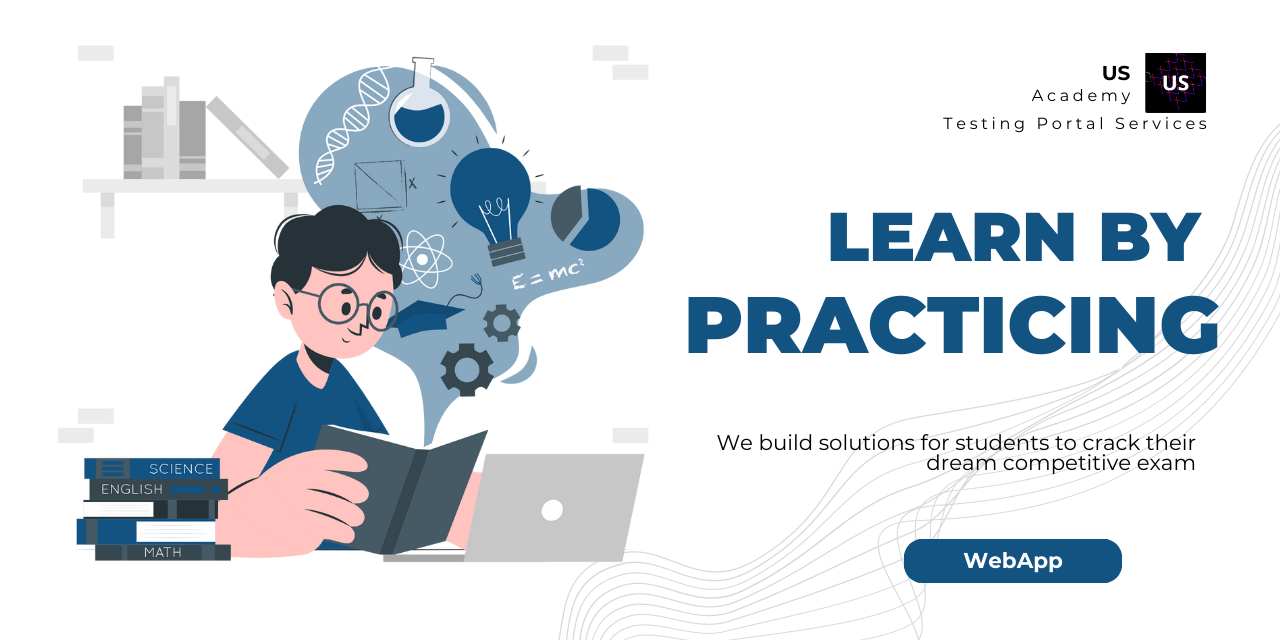 US
US
Academy
Testing Portal Services
LEARN BY
PRACTICING
We build solutions for students to crack their
dream competitive exam
WebApp
X
E = mc²
SCIENCE
ENGLISH
MATH